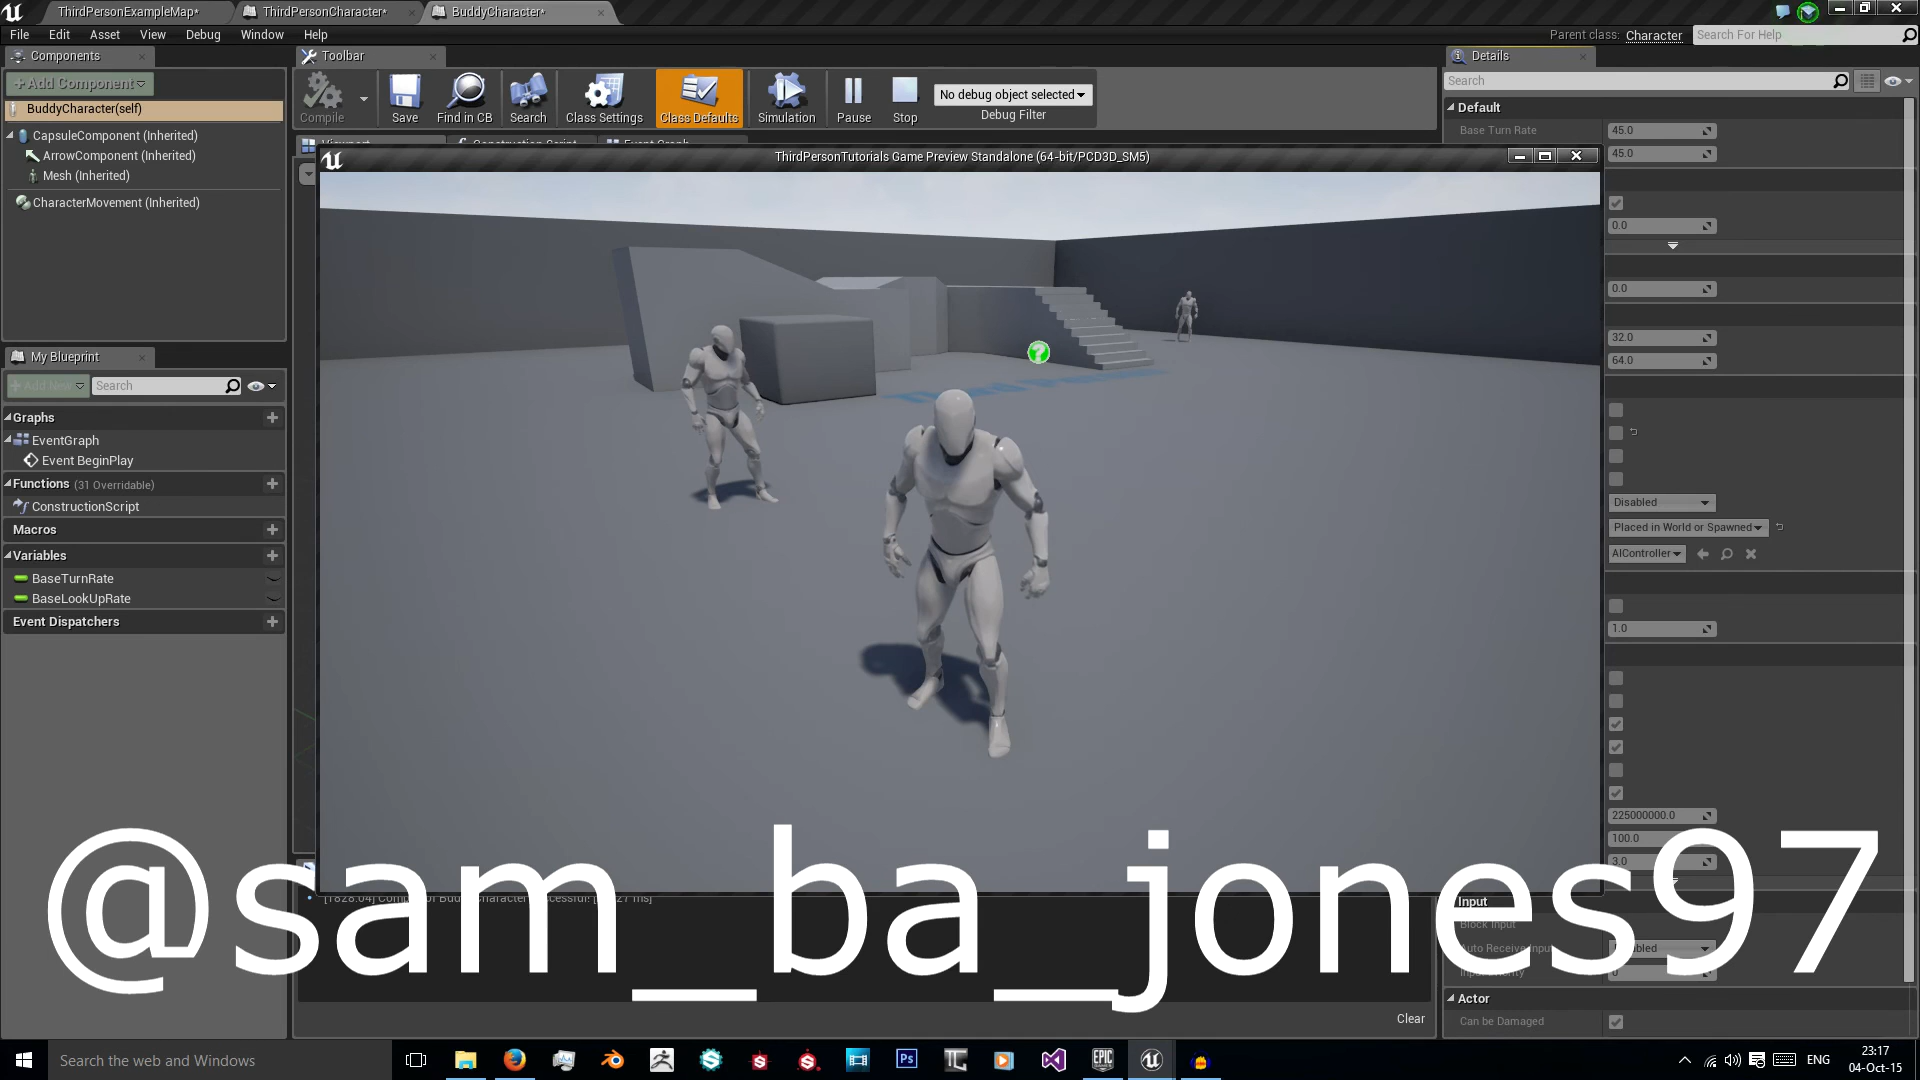 ThirdPersonExampleMap*
ThirdPersonCharacter*
BuddyCharacter*
File Edit Asset View Debug Window Help
Parent class: Character
Search For Help
Components
Toolbar
Details
+Add Component
Compile
Save
Find in CB
Search
Class Settings
Class Defaults
Simulation
Pause
Stop
No debug object selected
Debug Filter
Search
BuddyCharacter(self)
Default
Base Turn Rate 45.0
45.0
CapsuleComponent (Inherited)
ArrowComponent (Inherited)
Mesh (Inherited)
CharacterMovement (Inherited)
ThirdPersonTutorials Game Preview Standalone (64-bit/PCD3D_SM5)
0.0
0.0
32.0
64.0
My Blueprint
+Add New
Search
Graphs
EventGraph
Event BeginPlay
Functions (31 Overridable)
ConstructionScript
Macros
Variables
BaseTurnRate
BaseLookUpRate
Event Dispatchers
Disabled
Placed in World or Spawned
AIController
1.0
225000000.0
100.0
3.0
@sam_ba_jones97
Input
Block Input
Auto Receive Input
0
Actor
Can be Damaged
Clear
Search the web and Windows
ENG
23:17
04-Oct-15